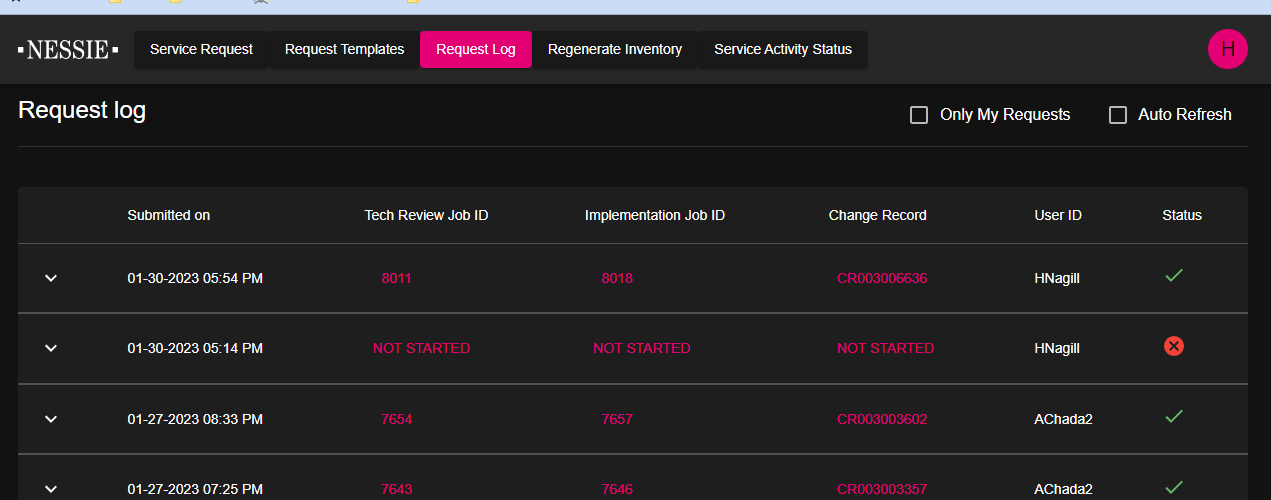 NESSIE Service Request Request Templates Request Log Regenerate Inventory Service Activity Status H
Request log Only My Requests Auto Refresh
Submitted on Tech Review Job ID Implementation Job ID Change Record User ID Status
01-30-2023 05:54 PM 8011 8018 CR003006636 HNagill
01-30-2023 05:14 PM NOT STARTED NOT STARTED NOT STARTED HNagill
01-27-2023 08:33 PM 7654 7657 CR003003602 AChada2
01-27-2023 07:25 PM 7643 7646 CR003003357 AChada2